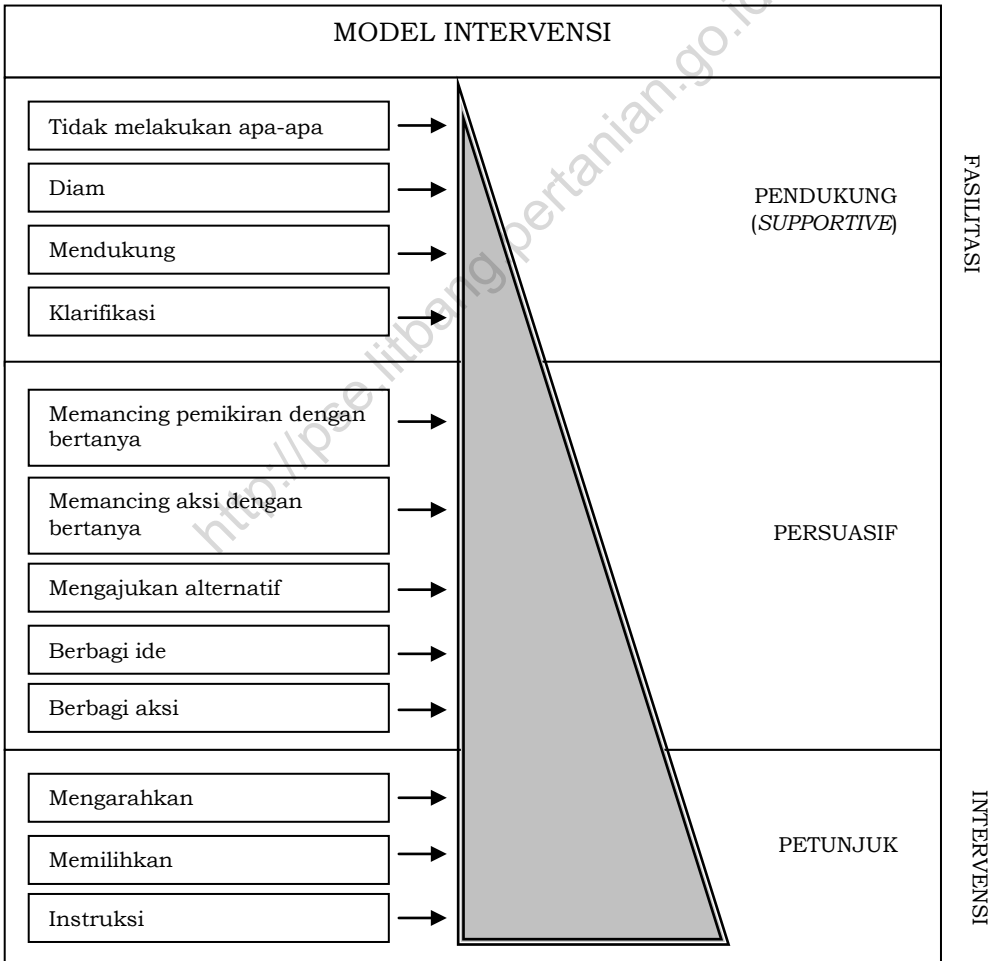 MODEL INTERVENSI
Tidak melakukan apa-apa
Diam
Mendukung
Klarifikasi
PENDUKUNG
(SUPPORTIVE)
FASILITASI
Memancing pemikiran dengan
bertanya
Memancing aksi dengan
bertanya
Mengajukan alternatif
Berbagi ide
Berbagi aksi
PERSUASIF
Mengarahkan
Memilihkan
Instruksi
PETUNJUK
INTERVENSI
http://pse.litbang.pertanian.go.id